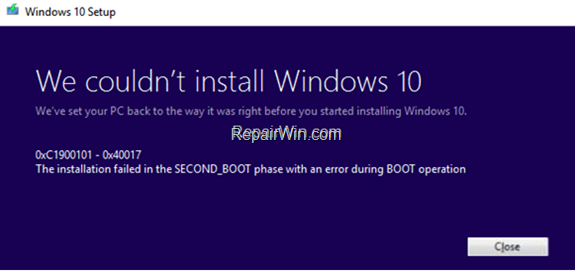 Windows 10 Setup
We couldn't install Windows 10
We've set your PC back to the way it was right before you started installing Windows 10.
RepairWin.com
0xC1900101 - 0x40017
The installation failed in the SECOND_BOOT phase with an error during BOOT operation
Close